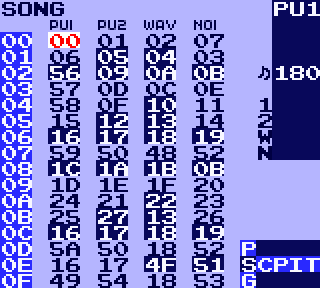 SONG PU1
PU1 PU2 WAV NOI
00 00 01 02 07
01 06 05 04 03
02 56 09 0A 0B 180
03 57 0D 0C 0E
04 58 0F 10 11 1
05 15 12 13 14 2
06 16 17 18 19 W
07 59 50 48 52 N
08 1C 1A 1B 0B
09 1D 1E 1F 20
0A 24 21 22 23
0B 25 27 13 26
0C 16 17 18 19
0D 5A 50 18 52 P
0E 16 17 4F 51 SCPIT
0F 49 54 18 53 G